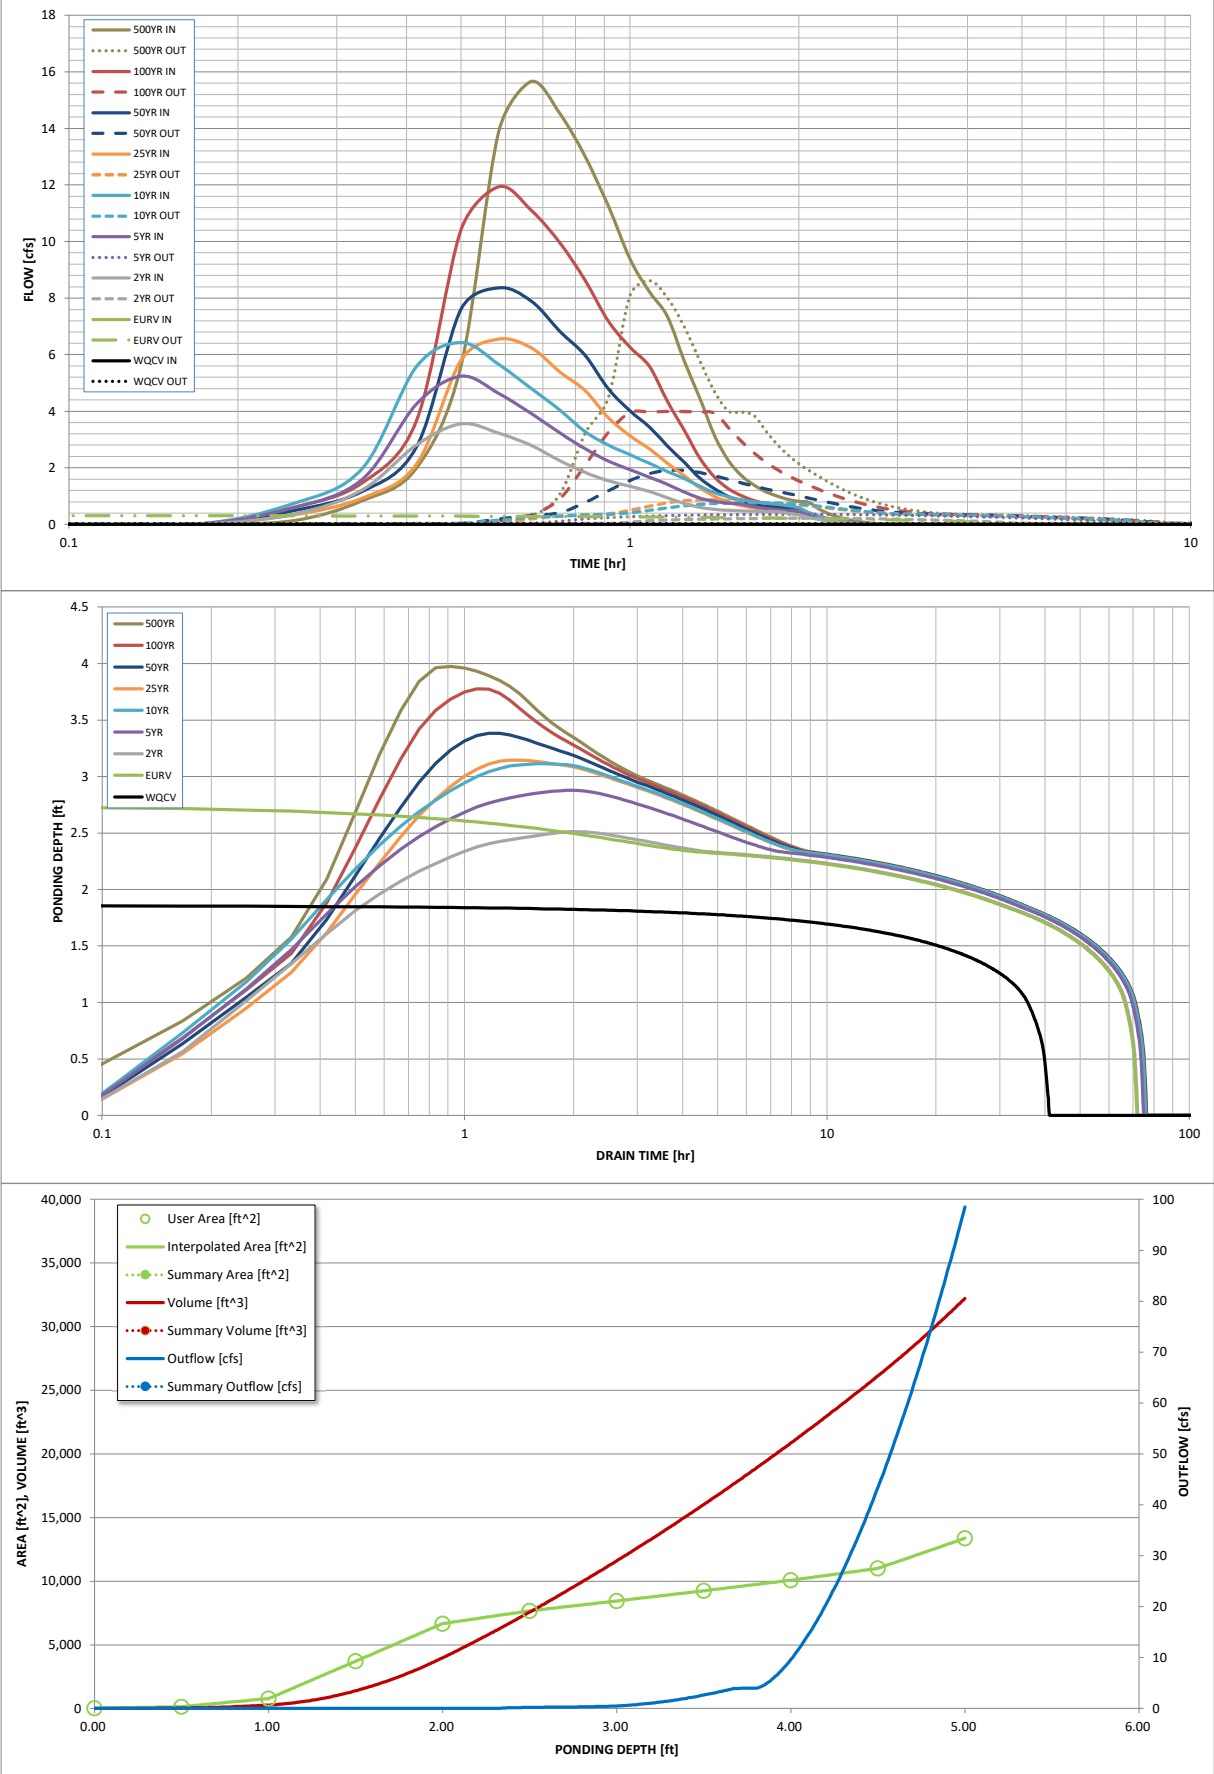 18
16
14
12
10
8
6
4
2
0
FLOW [cfs]
500YR IN
500YR OUT
100YR IN
100YR OUT
50YR IN
50YR OUT
25YR IN
25YR OUT
10YR IN
10YR OUT
5YR IN
5YR OUT
2YR IN
2YR OUT
EURV IN
EURV OUT
WQCV IN
WQCV OUT
0.1 1 10
TIME [hr]
4.5
4
3.5
3
2.5
2
1.5
1
0.5
0
PONDING DEPTH [ft]
500YR
100YR
50YR
25YR
10YR
5YR
2YR
EURV
WQCV
0.1 1 10 100
DRAIN TIME [hr]
40,000
35,000
30,000
25,000
20,000
15,000
10,000
5,000
0
AREA [ft^2], VOLUME [ft^3]
User Area [ft^2]
Interpolated Area [ft^2]
Summary Area [ft^2]
Volume [ft^3]
Summary Volume [ft^3]
Outflow [cfs]
Summary Outflow [cfs]
100
90
80
70
60
50
40
30
20
10
0
OUTFLOW [cfs]
0.00 1.00 2.00 3.00 4.00 5.00 6.00
PONDING DEPTH [ft]